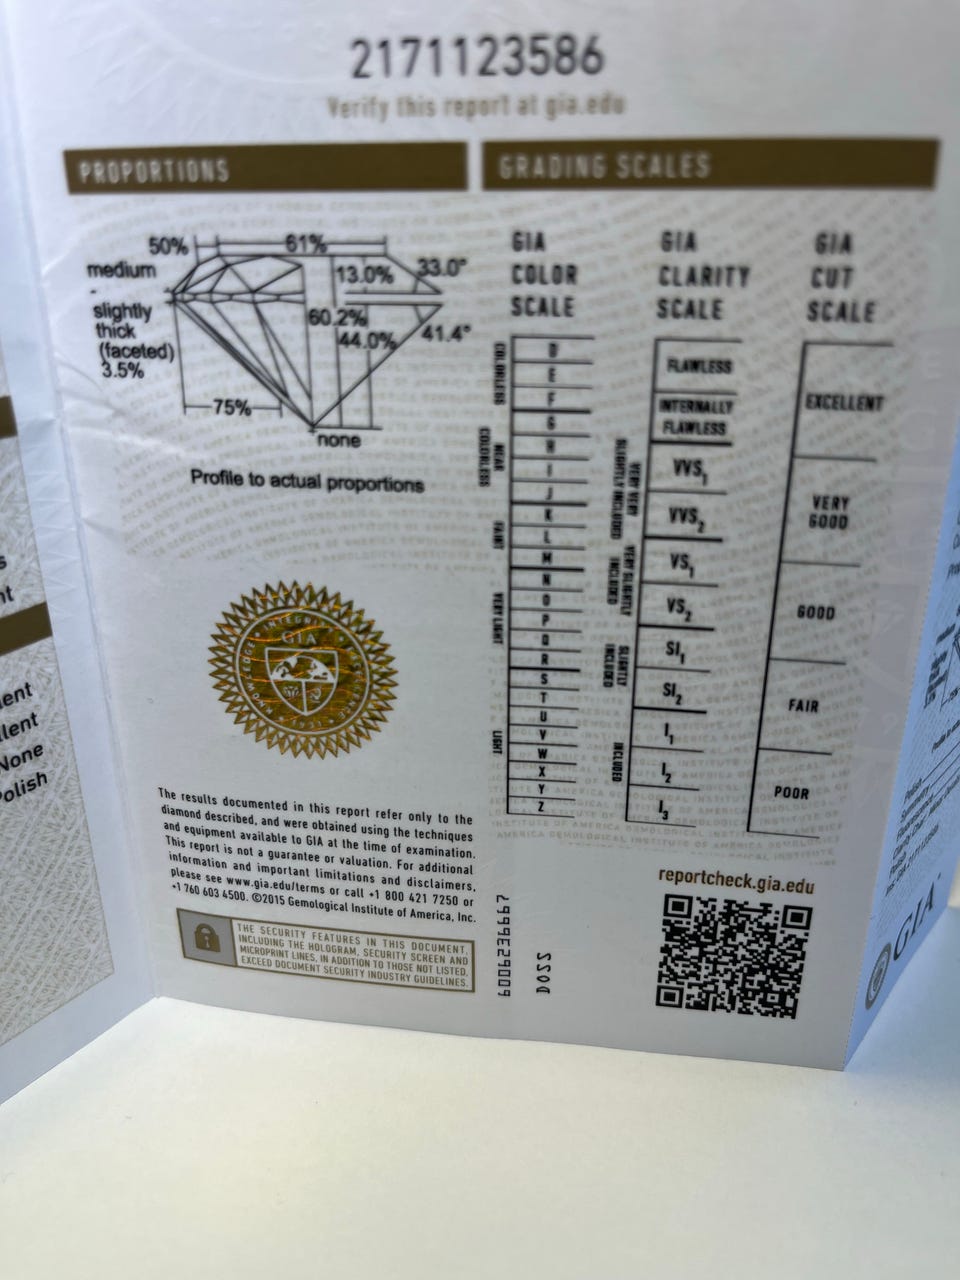 2171123586
Verify this report at gia.edu
PROPORTIONS
50%
61%
medium
-
slightly
thick
(faceted)
3.5%
13.0%
33.0°
60.2%
44.0%
41.4°
75%
none
Profile to actual proportions
INTEGRITY
GIA
KNOWLEDGE
The results documented in this report refer only to the
diamond described, and were obtained using the techniques
and equipment available to GIA at the time of examination.
This report is not a guarantee or valuation. For additional
information and important limitations and disclaimers,
please see www.gia.edu/terms or call +1 800 421 7250 or
+1 760 603 4500. ©2015 Gemological Institute of America, Inc.
THE SECURITY FEATURES IN THIS DOCUMENT,
INCLUDING THE HOLOGRAM, SECURITY SCREEN AND
MICROPRINT LINES, IN ADDITION TO THOSE NOT LISTED,
EXCEED DOCUMENT SECURITY INDUSTRY GUIDELINES.
GRADING SCALES
GIA
COLOR
SCALE
COLORLESS
D
E
F
NEAR
COLORLESS
G
H
I
J
FAINT
K
L
M
VERY LIGHT
N
O
P
Q
R
LIGHT
S
T
U
V
W
X
Y
Z
GIA
CLARITY
SCALE
FLAWLESS
INTERNALLY
FLAWLESS
VERY VERY
SLIGHTLY INCLUDED
VVS1
VVS2
VERY SLIGHTLY
INCLUDED
VS1
VS2
SLIGHTLY
INCLUDED
SI1
SI2
INCLUDED
I1
I2
I3
GIA
CUT
SCALE
EXCELLENT
VERY
GOOD
GOOD
FAIR
POOR
reportcheck.gia.edu
None
GIA